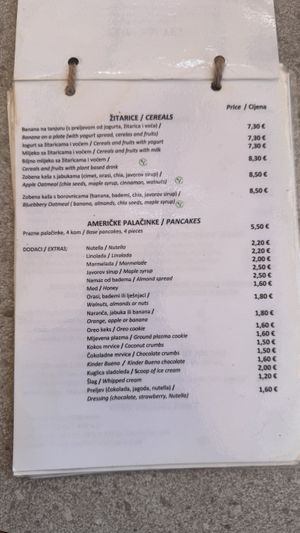 Price / Cijena
ŽITARICE / CEREALS
Banana na tanjuru (s preljevom od jogurta, žitarica i voća) / 7,30 €
Banana on a plate (with yogurt spread, cereals and fruits)
Jogurt sa žitaricama i voćem / Cereals and fruits with yogurt 7,30 €
Mlijeko sa žitaricama i voćem / Cereals and fruits with milk 7,30 €
Biljno mlijeko sa žitaricama i voćem / 8,30 €
Cereals and fruits with plant based drink
Zobena kaša s jabukama (cimet, orasi, chia, javorov sirup) / 8,50 €
Apple Oatmeal (chia seeds, maple syrup, cinnamon, walnuts)
Zobena kaša s borovnicama (banana, bademi, chia, javorov sirup) / 8,50 €
Blueberry Oatmeal ( banana, almonds, chia seeds, maple syrup)
AMERIČKE PALAČINKE / PANCAKES
Prazne palačinke, 4 kom / Base pancakes, 4 pieces 5,50 €
DODACI / EXTRAS; Nutella / Nutella 2,20 €
Linolada / Linolada 2,20 €
Marmelada / Marmelade 2,00 €
Javorov sirup / Maple syrup 2,50 €
Namaz od badema / Almond spread 2,50 €
Med / Honey 1,60 €
Orasi, bademi ili lješnjaci / 1,80 €
Walnuts, almonds or nuts
Naranča, jabuka ili banana / 1,80 €
Orange, apple or banana
Oreo keks / Oreo cookie 1,60 €
Mljevena plazma / Ground plazma cookie 1,60 €
Kokos mrvice / Coconut crumbs 1,50 €
Čokoladne mrvice / Chocolate crumbs 1,50 €
Kinder Bueno / Kinder Bueno chocolate 1,60 €
Kuglica sladoleda / Scoop of ice cream 2,00 €
Šlag / Whipped cream 1,20 €
Preljev (čokolada, jagoda, nutella) / 1,60 €
Dressing (chocolate, strawberry, Nutella)